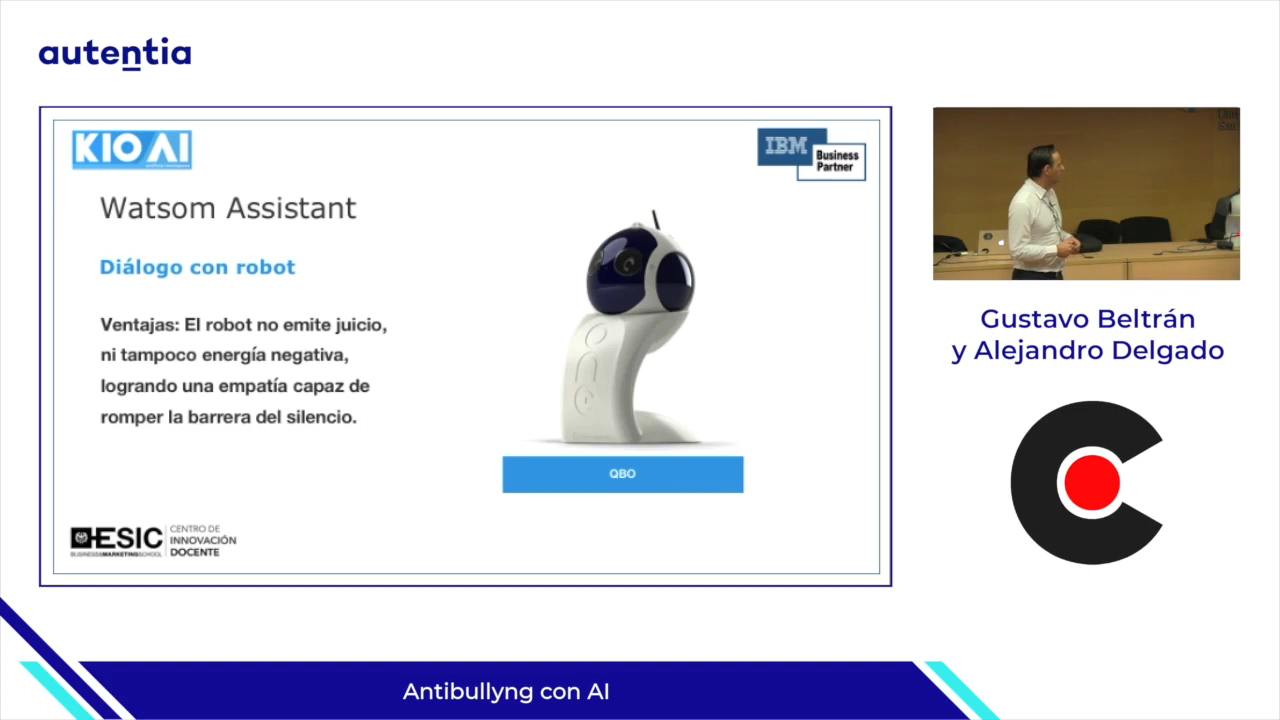 autentia
KIO AI
IBM
Business
Partner
Watsom Assistant
Diálogo con robot
Ventajas: El robot no emite juicio,
ni tampoco energía negativa,
logrando una empatía capaz de
romper la barrera del silencio.
QBO
ESIC
BUSINESS&MARKETINGSCHOOL
CENTRO DE
INNOVACIÓN
DOCENTE
Gustavo Beltrán
y Alejandro Delgado
Antibullyng con AI